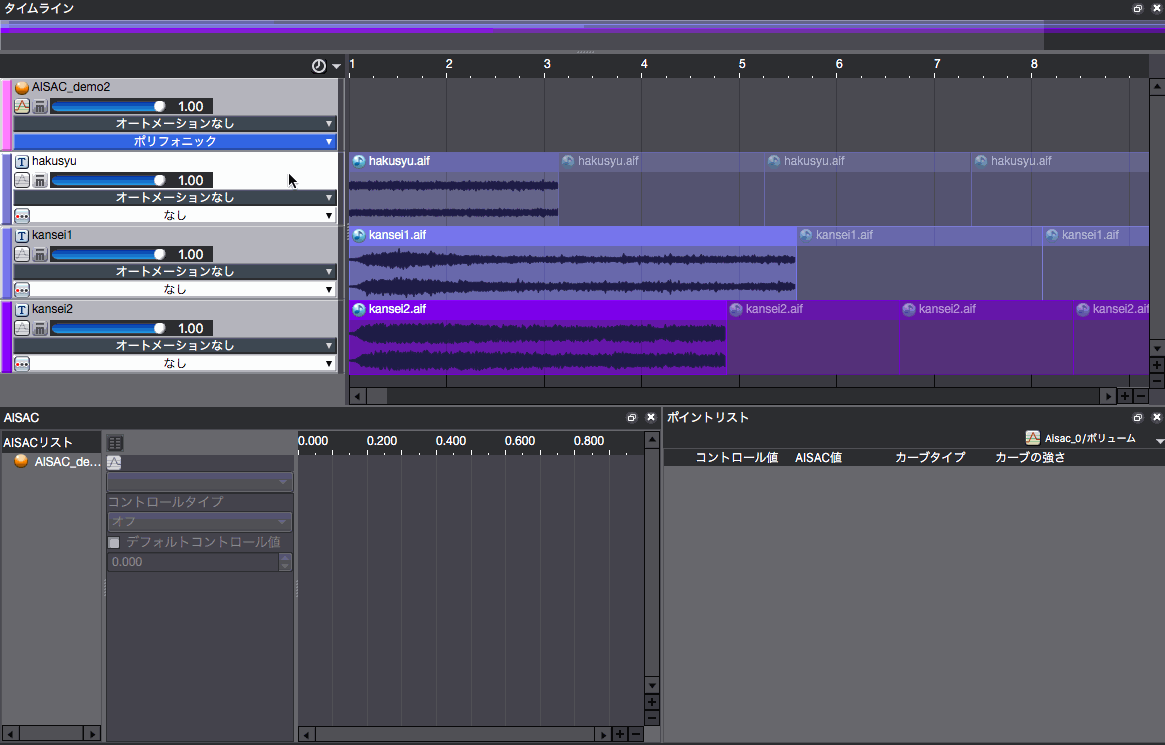 タイムライン
1 2 3 4 5 6 7 8
AISAC_demo2
1.00
オートメーションなし
ポリフォニック
hakusyu
1.00
オートメーションなし
なし
hakusyu.aif hakusyu.aif hakusyu.aif hakusyu.aif
kansei1
1.00
オートメーションなし
なし
kansei1.aif kansei1.aif kansei1.aif
kansei2
1.00
オートメーションなし
なし
kansei2.aif kansei2.aif kansei2.aif kansei2.aif
AISAC
AISACリスト
AISAC_de...
コントロールタイプ
オフ
デフォルトコントロール値
0.000
0.000 0.200 0.400 0.600 0.800
ポイントリスト
Aisac_0/ボリューム
コントロール値 AISAC値 カーブタイプ カーブの強さ